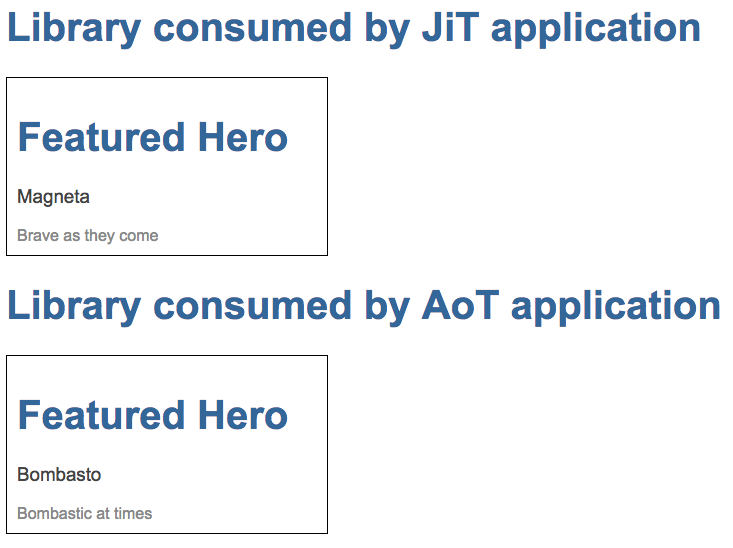 Library consumed by JiT application
Featured Hero
Magneta
Brave as they come
Library consumed by AoT application
Featured Hero
Bombasto
Bombastic at times